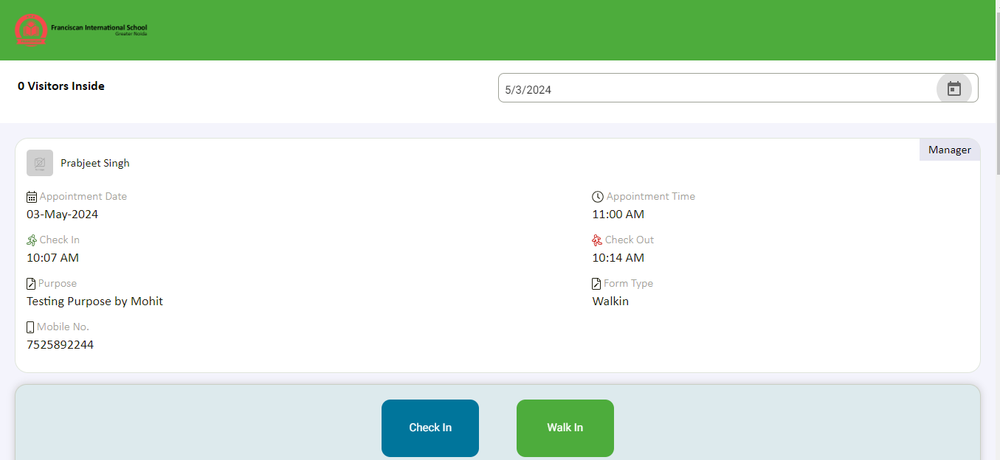 Franciscan International School
Greater Noida
0 Visitors Inside
5/3/2024
Manager
Prabjeet Singh
Appointment Date
Appointment Time
03-May-2024
11:00 AM
Check In
Check Out
10:07 AM
10:14 AM
Purpose
Form Type
Testing Purpose by Mohit
Walkin
Mobile No.
7525892244
Check In
Walk In